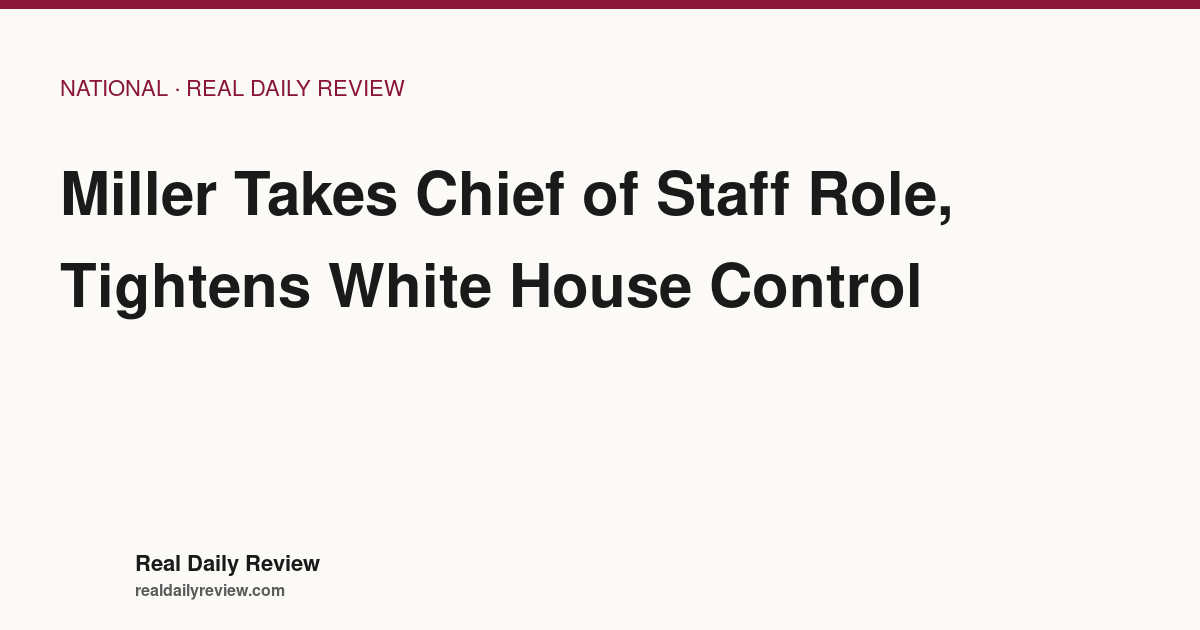 NATIONAL · REAL DAILY REVIEW
Miller Takes Chief of Staff Role,
Tightens White House Control
Real Daily Review
realdailyreview.com